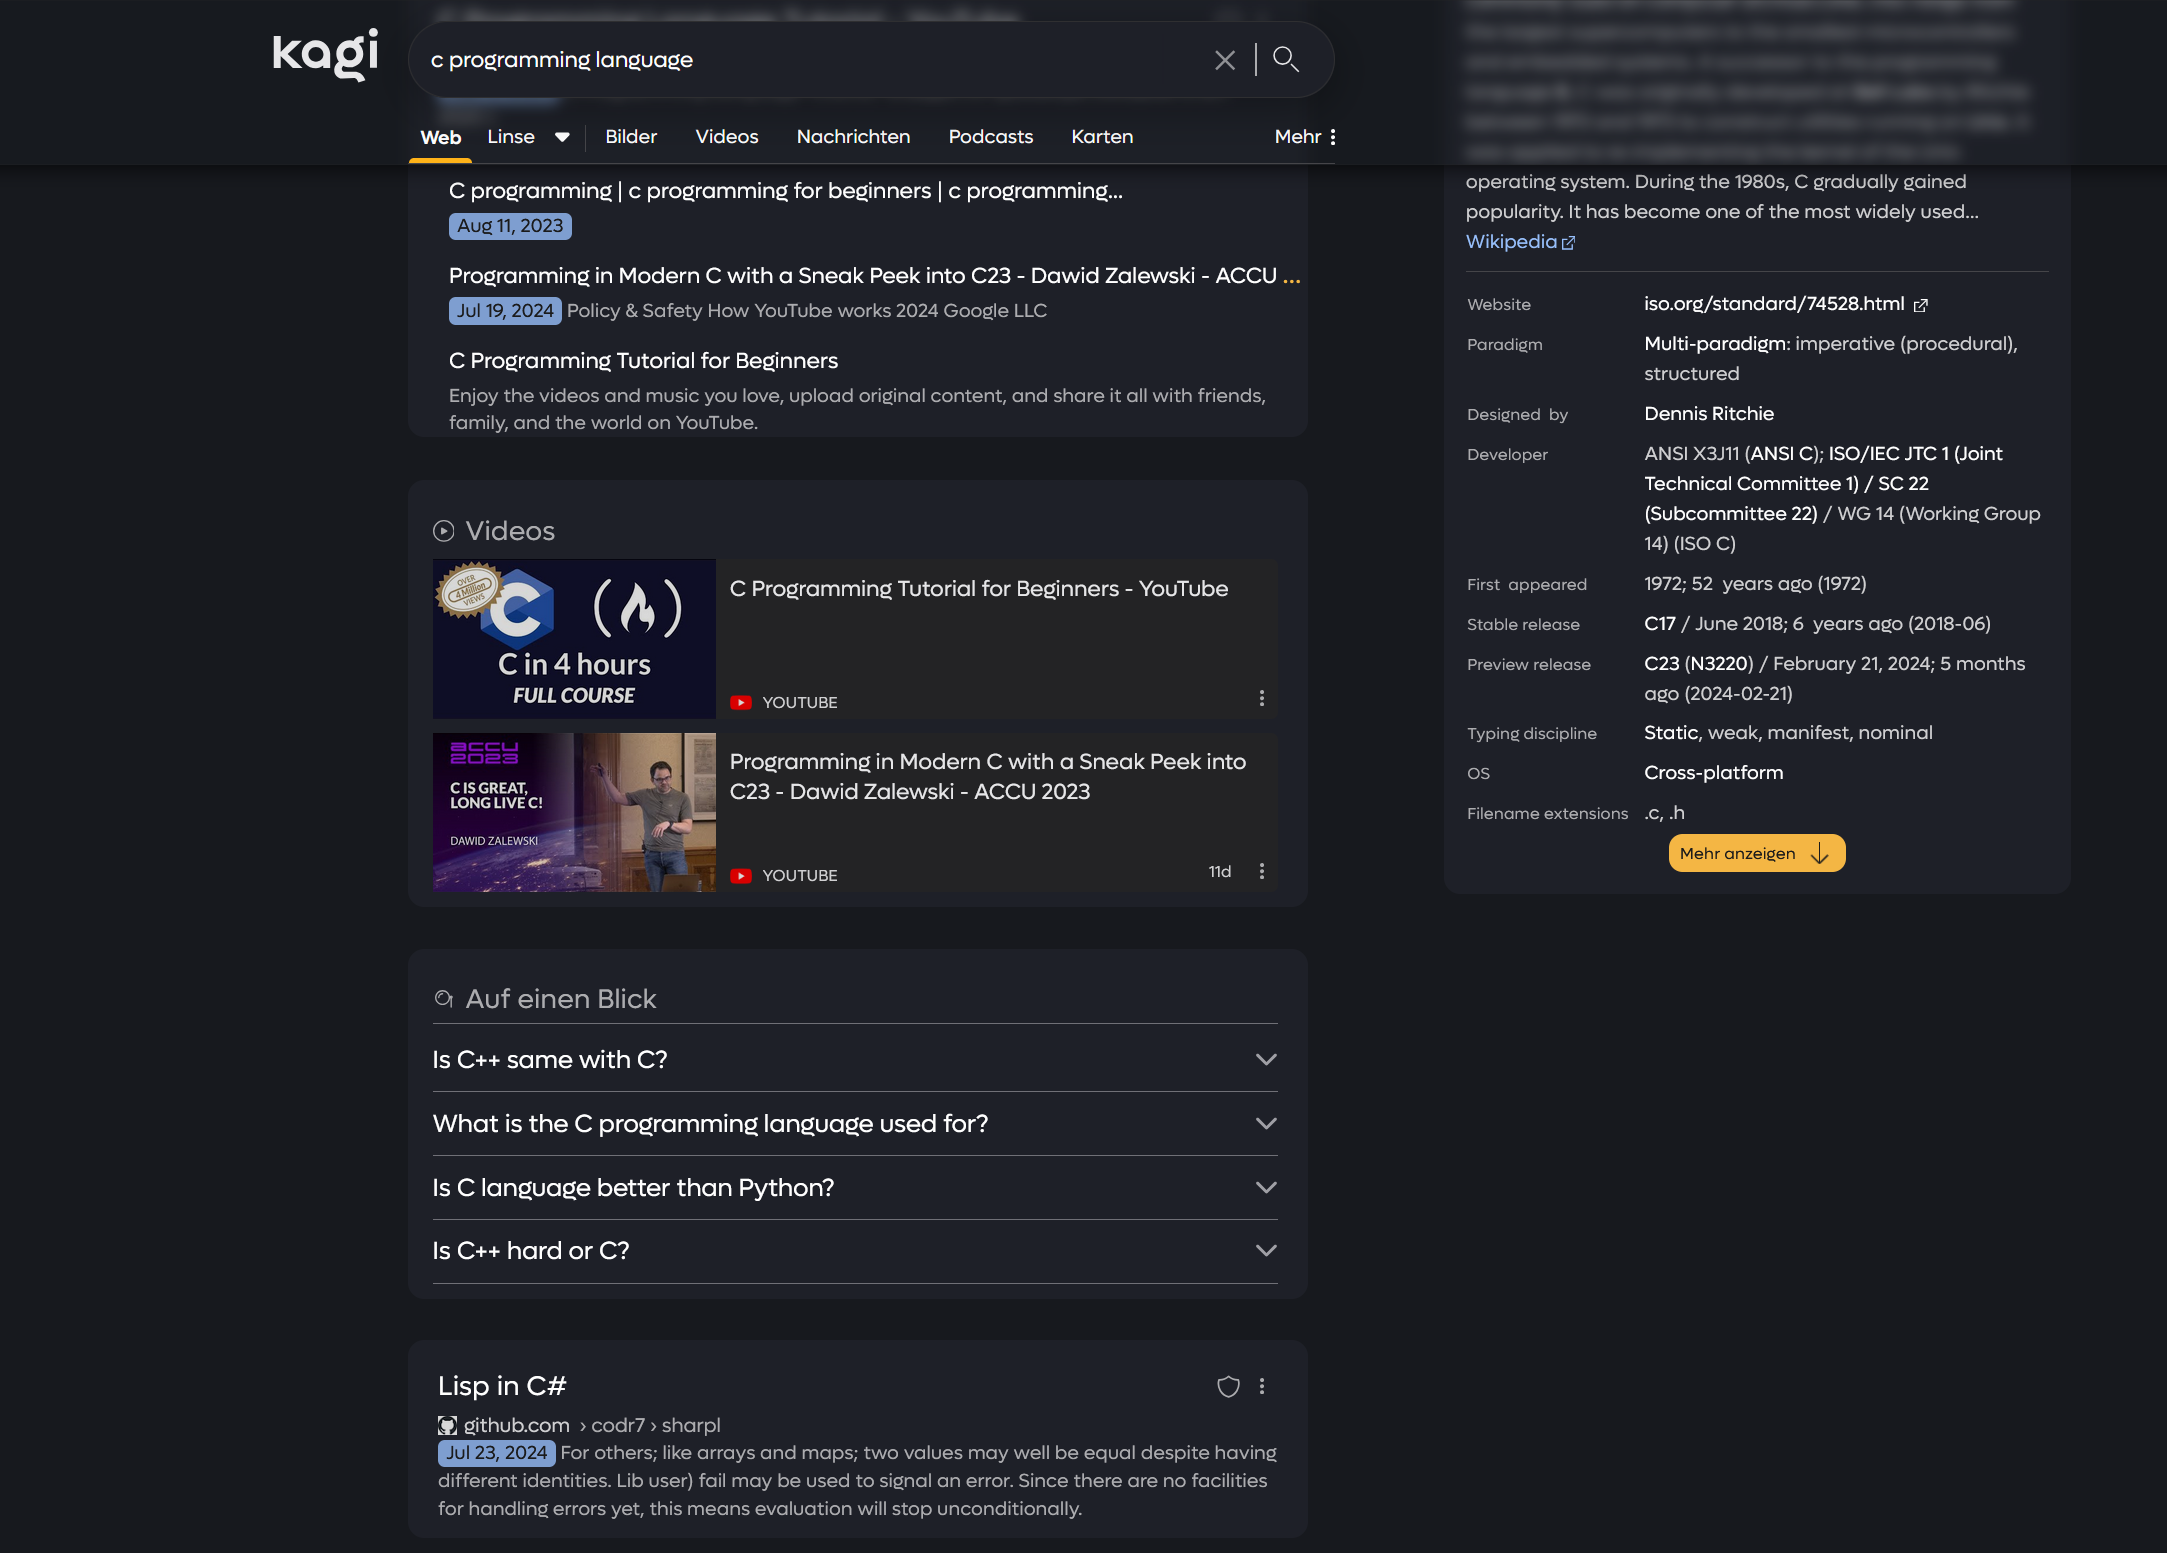 kagi
c programming language
Web Linse Bilder Videos Nachrichten Podcasts Karten Mehr
C programming | c programming for beginners | c programming...
Aug 11, 2023
Programming in Modern C with a Sneak Peek into C23 - Dawid Zalewski - ACCU ...
Jul 19, 2024 Policy & Safety How YouTube works 2024 Google LLC
C Programming Tutorial for Beginners
Enjoy the videos and music you love, upload original content, and share it all with friends,
family, and the world on YouTube.
Videos
OVER
4 Million
VIEWS
C
C in 4 hours
FULL COURSE
C Programming Tutorial for Beginners - YouTube
YOUTUBE
ACCU
2023
C IS GREAT,
LONG LIVE C!
DAWID ZALEWSKI
Programming in Modern C with a Sneak Peek into
C23 - Dawid Zalewski - ACCU 2023
YOUTUBE
11d
Auf einen Blick
Is C++ same with C?
What is the C programming language used for?
Is C language better than Python?
Is C++ hard or C?
Lisp in C#
github.com › codr7 › sharpl
Jul 23, 2024 For others; like arrays and maps; two values may well be equal despite having
different identities. Lib user) fail may be used to signal an error. Since there are no facilities
for handling errors yet, this means evaluation will stop unconditionally.
operating system. During the 1980s, C gradually gained
popularity. It has become one of the most widely used...
Wikipedia
Website iso.org/standard/74528.html
Paradigm Multi-paradigm: imperative (procedural),
structured
Designed by Dennis Ritchie
Developer ANSI X3J11 (ANSI C); ISO/IEC JTC 1 (Joint
Technical Committee 1) / SC 22
(Subcommittee 22) / WG 14 (Working Group
14) (ISO C)
First appeared 1972; 52 years ago (1972)
Stable release C17 / June 2018; 6 years ago (2018-06)
Preview release C23 (N3220) / February 21, 2024; 5 months
ago (2024-02-21)
Typing discipline Static, weak, manifest, nominal
OS Cross-platform
Filename extensions .c, .h
Mehr anzeigen